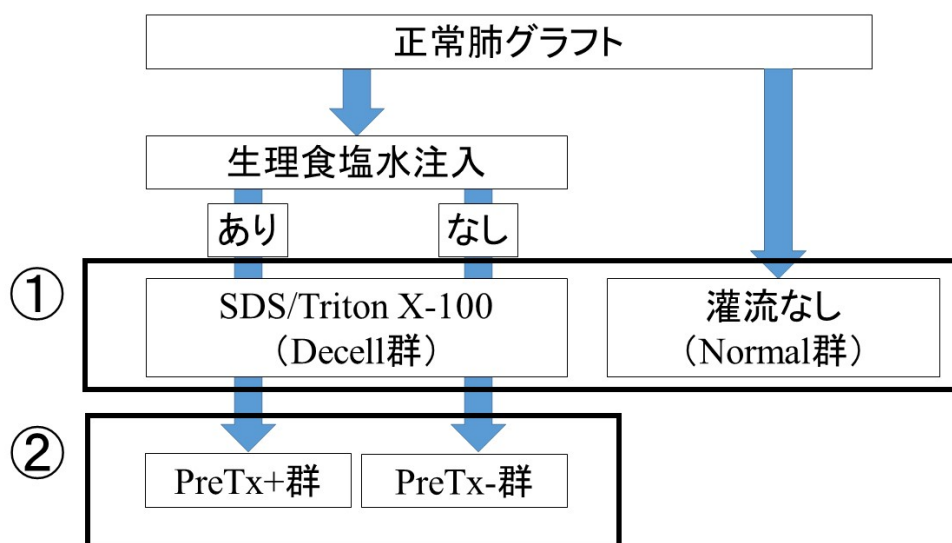 正常肺グラフト
生理食塩水注入
あり
なし
①
SDS/Triton X-100
（Decell群）
灌流なし
（Normal群）
②
PreTx+群
PreTx-群